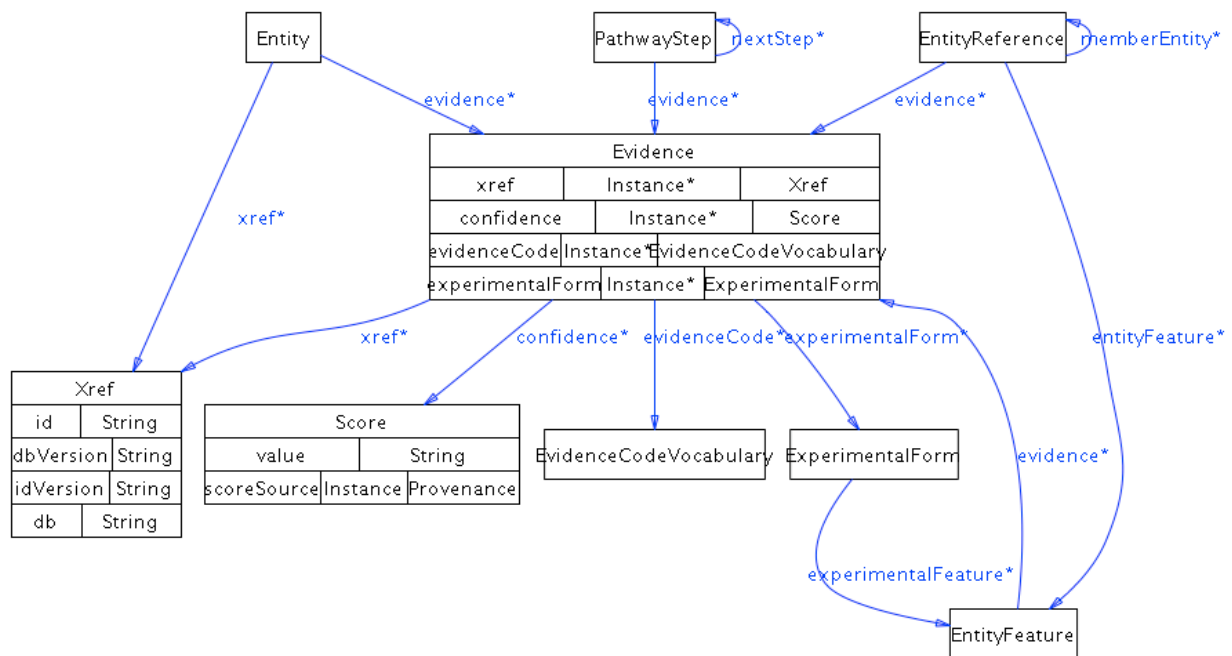 Entity
PathwayStep
nextStep*
EntityReference
memberEntity*
evidence*
evidence*
evidence*
Evidence
xref Instance* Xref
confidence Instance* Score
evidenceCode Instance* EvidenceCodeVocabulary
experimentalForm Instance* ExperimentalForm
xref*
xref*
confidence*
evidenceCode*
experimentalForm*
entityFeature*
Xref
id String
dbVersion String
idVersion String
db String
Score
value String
scoreSource Instance Provenance
EvidenceCodeVocabulary
ExperimentalForm
evidence*
experimentalFeature*
EntityFeature